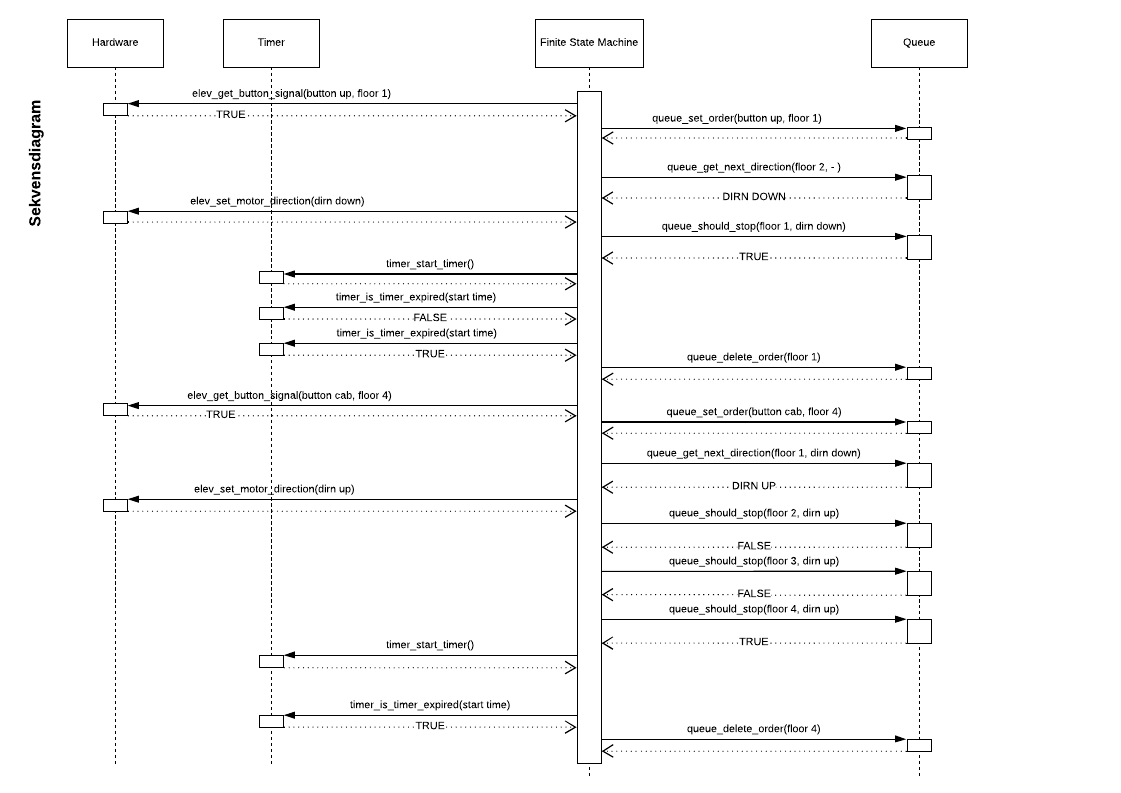 Hardware
Timer
Finite State Machine
Queue
Sekvensdiagram
elev_get_button_signal(button up, floor 1)
TRUE
queue_set_order(button up, floor 1)
queue_get_next_direction(floor 2, - )
DIRN DOWN
elev_set_motor_direction(dirn down)
queue_should_stop(floor 1, dirn down)
TRUE
timer_start_timer()
timer_is_timer_expired(start time)
FALSE
timer_is_timer_expired(start time)
TRUE
queue_delete_order(floor 1)
elev_get_button_signal(button cab, floor 4)
TRUE
queue_set_order(button cab, floor 4)
queue_get_next_direction(floor 1, dirn down)
DIRN UP
elev_set_motor_direction(dirn up)
queue_should_stop(floor 2, dirn up)
FALSE
queue_should_stop(floor 3, dirn up)
FALSE
queue_should_stop(floor 4, dirn up)
TRUE
timer_start_timer()
timer_is_timer_expired(start time)
TRUE
queue_delete_order(floor 4)